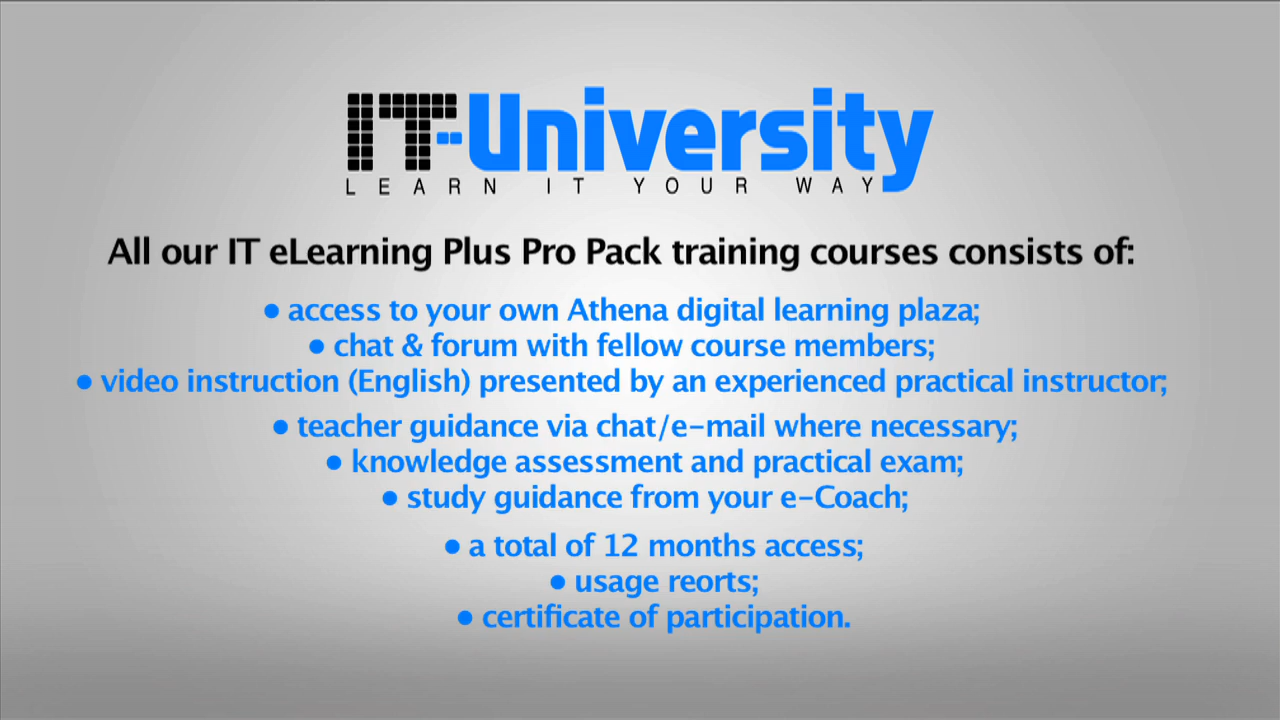 IT-University
LEARN IT YOUR WAY
All our IT eLearning Plus Pro Pack training courses consists of:
• access to your own Athena digital learning plaza;
• chat & forum with fellow course members;
• video instruction (English) presented by an experienced practical instructor;
• teacher guidance via chat/e-mail where necessary;
• knowledge assessment and practical exam;
• study guidance from your e-Coach;
• a total of 12 months access;
• usage reorts;
• certificate of participation.